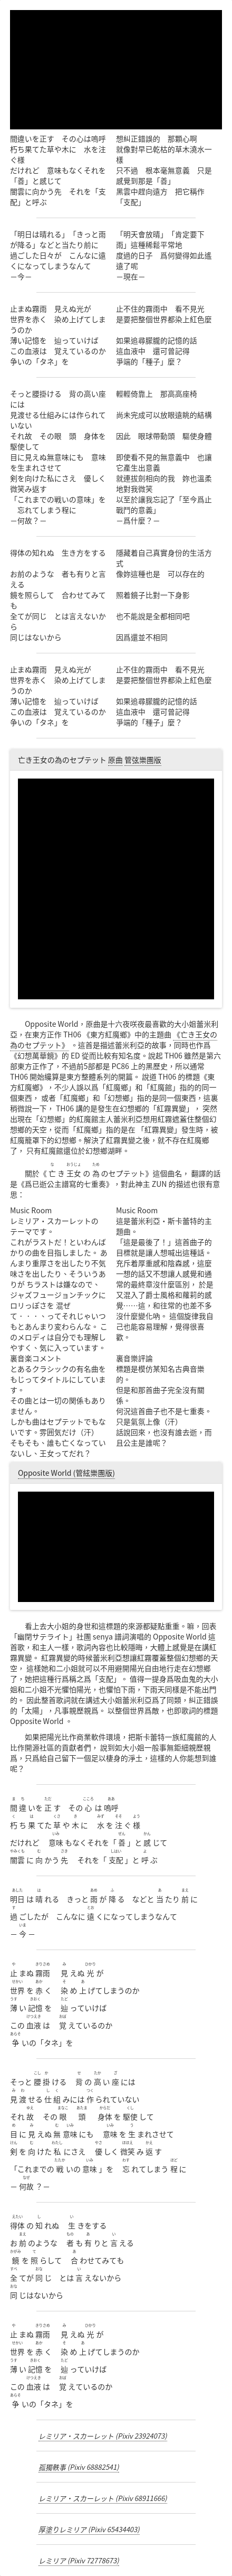 間違いを正す　その心は嗚呼
朽ち果てた草や木に　水を注
ぐ様
だけれど　意味もなくそれを
「善」と感じて
闇雲に向かう先　それを「支
配」と呼ぶ
想糾正錯誤的　那顆心啊
就像對早已乾枯的草木澆水一
樣
只不過　根本毫無意義　只是
感覺到那是「善」
黑雲中趕向遠方　把它稱作
「支配」
「明日は晴れる」「きっと雨
が降る」などと当たり前に
過ごした日々が　こんなに遠
くになってしまうなんて
－今－
「明天會放晴」「肯定要下
雨」這種稀鬆平常地
度過的日子　爲何變得如此遙
遠了呢
－現在－
止まぬ霧雨　見えぬ光が
世界を赤く　染め上げてしま
うのか
薄い記憶を　辿っていけば
この血液は　覚えているのか
争いの「タネ」を
止不住的霧雨中　看不見光
是要把整個世界都染上紅色麼
如果追尋朦朧的記憶的話
這血液中　還可曾記得
爭端的「種子」麼？
そっと腰掛ける　背の高い座
には
見渡せる仕組みには作られて
いない
それ故　その眼　頭　身体を
駆使して
目に見えぬ無意味にも　意味
を生まれさせて
剣を向けた私にさえ　優しく
微笑み返す
「これまでの戦いの意味」を
　忘れてしまう程に
－何故？－
輕輕倚靠上　那高高座椅
尚未完成可以放眼遠眺的結構
因此　眼球帶動頭　驅使身體
即使看不見的無意義中　也讓
它產生出意義
就連拔劍相向的我　妳也溫柔
地對我微笑
以至於讓我忘記了「至今爲止
戰鬥的意義」
－爲什麼？－
得体の知れぬ　生き方をする
お前のような　者も有りと言
える
鏡を照らして　合わせてみて
も
全てが同じ　とは言えないか
ら
同じはないから
隱藏着自己真實身份的生活方
式
像妳這種也是　可以存在的
照着鏡子比對一下身影
也不能說是全都相同吧
因爲還並不相同
止まぬ霧雨　見えぬ光が
世界を赤く　染め上げてしま
うのか
薄い記憶を　辿っていけば
この血液は　覚えているのか
争いの「タネ」を
止不住的霧雨中　看不見光
是要把整個世界都染上紅色麼
如果追尋朦朧的記憶的話
這血液中　還可曾記得
爭端的「種子」麼？
亡き王女の為のセプテット 原曲 管弦樂團版
Opposite World，原曲是十六夜咲夜最喜歡的大小姐蕾米利
亞，在東方正作 TH06 《東方紅魔鄉》中的主題曲 《亡き王女の
為のセプテット》 。這首是描述蕾米利亞的故事，同時也作爲
《幻想萬華鏡》的 ED 從而比較有知名度。說起 TH06 雖然是第六
部東方正作了，不過前5部都是 PC86 上的黑歷史，所以通常
TH06 開始纔算是東方整體系列的開篇。 說道 TH06 的標題《東
方紅魔鄉》，不少人誤以爲「紅魔鄉」和「紅魔館」指的的同一
個東西， 或者「紅魔鄉」和「幻想鄉」指的是同一個東西，這裏
稍微說一下， TH06 講的是發生在幻想鄉的「紅霧異變」， 突然
出現在「幻想鄉」的紅魔館主人蕾米利亞想用紅霧遮蓋住整個幻
想鄉的天空，從而「紅魔鄉」指的是在 「紅霧異變」發生時，被
紅魔籠罩下的幻想鄉。解決了紅霧異變之後，就不存在紅魔鄉
了， 只有紅魔館還位於幻想鄉湖畔。
關於《亡き王女の為のセプテット》這個曲名， 翻譯的話
是《爲已逝公主譜寫的七重奏》，對此神主 ZUN 的描述也很有意
思：
Music Room
レミリア・スカーレットの
テーマです。
これがラストだ！といわんば
かりの曲を目指しました。 あ
んまり重厚さを出したり不気
味さを出したり、そういうあ
りが ちラストは嫌なので、
ジャズフュージョンチックに
ロリっぽさを 混ぜ
て・・・・ってそれじゃいつ
もとあんまり変わらんな。 こ
のメロディは自分でも理解し
やすく、気に入っています。
裏音楽コメント
とあるクラシックの有名曲を
もじってタイトルにしていま
す。
その曲とは一切の関係もあり
ません。
しかも曲はセプテットでもな
いです。雰囲気だけ（汗）
そもそも、誰も亡くなってい
ないし、王女ってだれ？
Music Room
這是蕾米利亞・斯卡蕾特的主
題曲。
「這是最後了！」這首曲子的
目標就是讓人想喊出這種話。
充斥着厚重感和陰森感，這麼
一想的話又不想讓人感覺和通
常的最終章沒什麼區別， 於是
又混入了爵士風格和羅莉的感
覺⋯⋯這，和往常的也差不多
沒什麼變化吶。 這個旋律我自
己也能容易理解，覺得很喜
歡。
裏音樂評論
標題是模仿某知名古典音樂
的。
但是和那首曲子完全沒有關
係。
何況這首曲子也不是七重奏。
只是氣氛上像（汗）
話說回來，也沒有誰去逝，而
且公主是誰呢？
Opposite World (管絃樂團版)
看上去大小姐的身世和這標題的來源都疑點重重。嘛，回表
「幽閉サテライト」社團 senya 譜詞演唱的 Opposite World 這
首歌，和主人一樣，歌詞內容也比較隱晦，大體上感覺是在講紅
霧異變。 紅霧異變的時候蕾米利亞想讓紅霧覆蓋整個幻想鄉的天
空， 這樣她和二小姐就可以不用避開陽光自由地行走在幻想鄉
了，她把這種行爲稱之爲「支配」。 值得一提身爲吸血鬼的大小
姐和二小姐不光懼怕陽光，也懼怕下雨，下雨天同樣是不能出門
的。 因此整首歌詞就在講述大小姐蕾米利亞爲了同類，糾正錯誤
的「太陽」，凡事親歷親爲。 以整個世界爲敵，也即歌詞的標題
Opposite World 。
如果把陽光比作商業軟件環境，把斯卡蕾特一族紅魔館的人
比作開源社區的貢獻者們， 說到如大小姐一般事無鉅細親歷親
爲，只爲給自己留下一個足以棲身的淨土，這樣的人你能想到誰
呢？
間違いを正す　その心は嗚呼
朽ち果てた草や木に　水を注ぐ様
だけれど　意味もなくそれを「善」と感じて
闇雲に向かう先　それを「支配」と呼ぶ
明日は晴れる　きっと雨が降る　などと当たり前に
過ごしたが　こんなに遠くになってしまうなんて
－今－
止まぬ霧雨　見えぬ光が
世界を赤く　染め上げてしまうのか
薄い記憶を　辿っていけば
この血液は　覚えているのか
争いの「タネ」を
そっと腰掛ける　背の高い座には
見渡せる仕組みには作られていない
それ故　その眼　頭　身体を駆使して
目に見えぬ無意味にも　意味を生まれさせて
剣を向けた私にさえ　優しく微笑み返す
「これまでの戦いの意味」を　忘れてしまう程に
－何故？－
得体の知れぬ　生きをする
お前のような　者も有りと言える
鏡を照らして　合わせてみても
全てが同じ　とは言えないから
同じはないから
止まぬ霧雨　見えぬ光が
世界を赤く　染め上げてしまうのか
薄い記憶を　辿っていけば
この血液は　覚えているのか
争いの「タネ」を
レミリア・スカーレット (Pixiv 23924073)
孤獨執事 (Pixiv 68882541)
レミリア・スカーレット (Pixiv 68911666)
厚塗りレミリア (Pixiv 65434403)
レミリア (Pixiv 72778673)